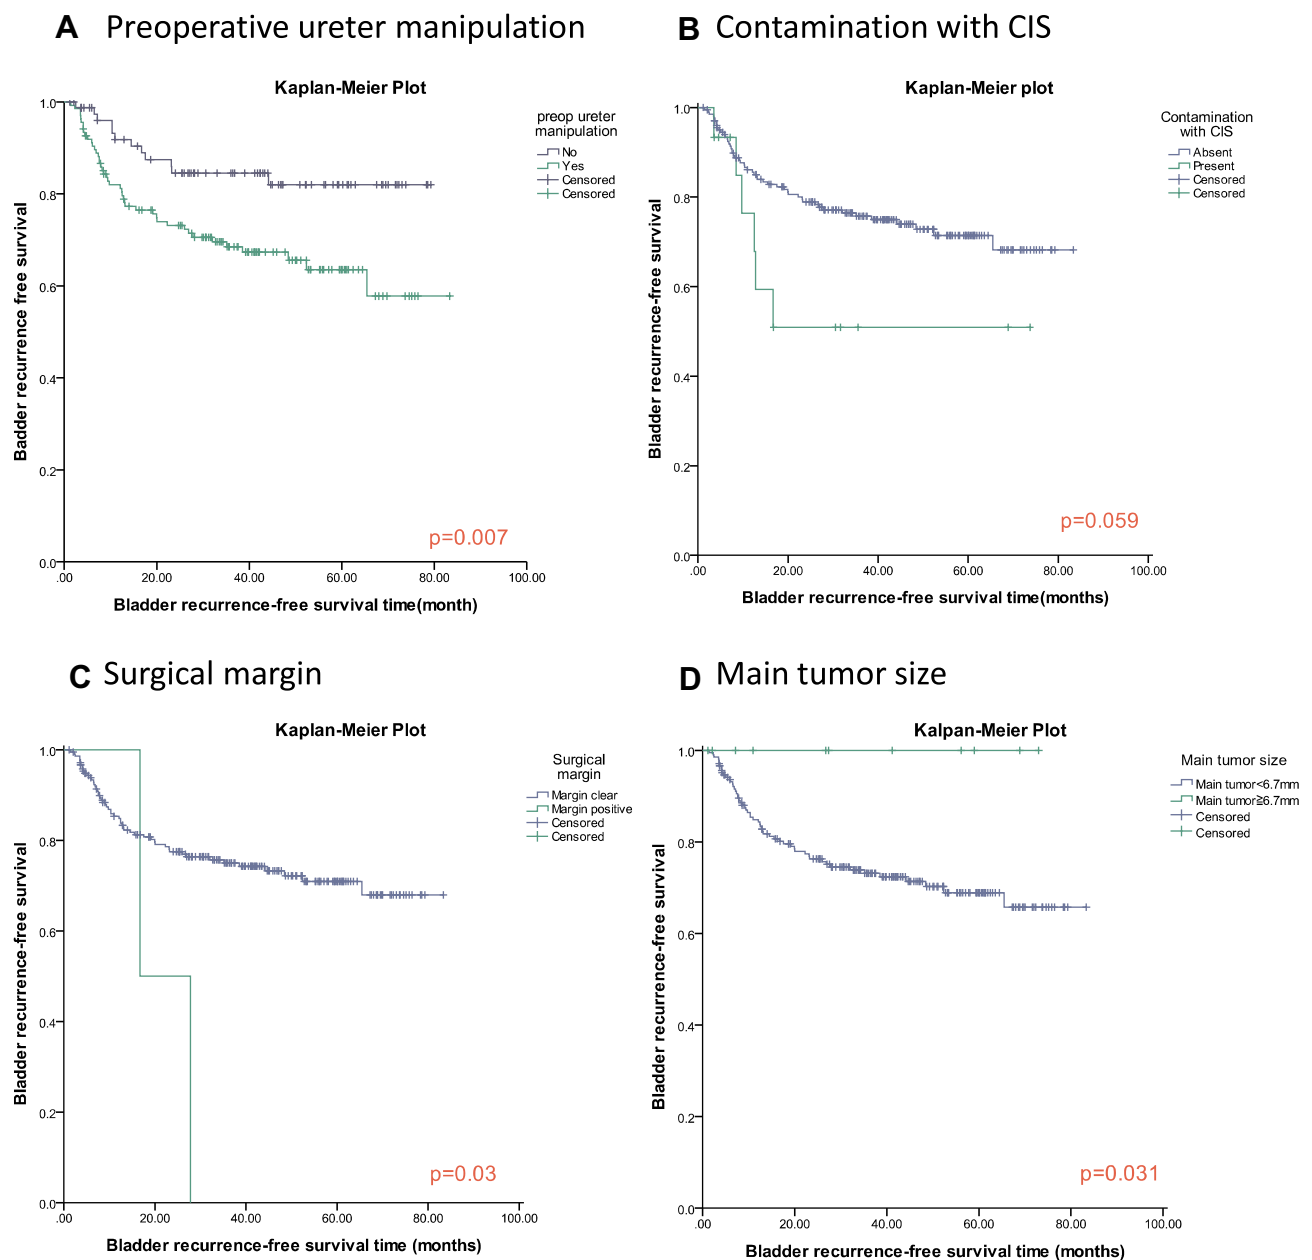 A Preoperative ureter manipulation
Kaplan-Meier Plot
preop ureter
manipulation
No
Yes
Censored
Censored
Badder recurrence free survival
1.0
0.8
0.6
0.4
0.2
0.0
p=0.007
.00 20.00 40.00 60.00 80.00 100.00
Bladder recurrence-free survival time(month)
B Contamination with CIS
Kaplan-Meier plot
Contamination
with CIS
Absent
Present
Censored
Censored
Bladder recurrence-free survival
1.0
0.8
0.6
0.4
0.2
0.0
p=0.059
.00 20.00 40.00 60.00 80.00 100.00
Bladder recurrence-free survival time(months)
C Surgical margin
Kaplan-Meier Plot
Surgical
margin
Margin clear
Margin positive
Censored
Censored
Bladder recurrence-free survival
1.0
0.8
0.6
0.4
0.2
0.0
p=0.03
.00 20.00 40.00 60.00 80.00 100.00
Bladder recurrence-free survival time (months)
D Main tumor size
Kalpan-Meier Plot
Main tumor size
Main tumor<6.7mm
Main tumor≧6.7mm
Censored
Censored
Bladder recurrence-free survival
1.0
0.8
0.6
0.4
0.2
0.0
p=0.031
.00 20.00 40.00 60.00 80.00 100.00
Bladder recurrence-free survival time (months)